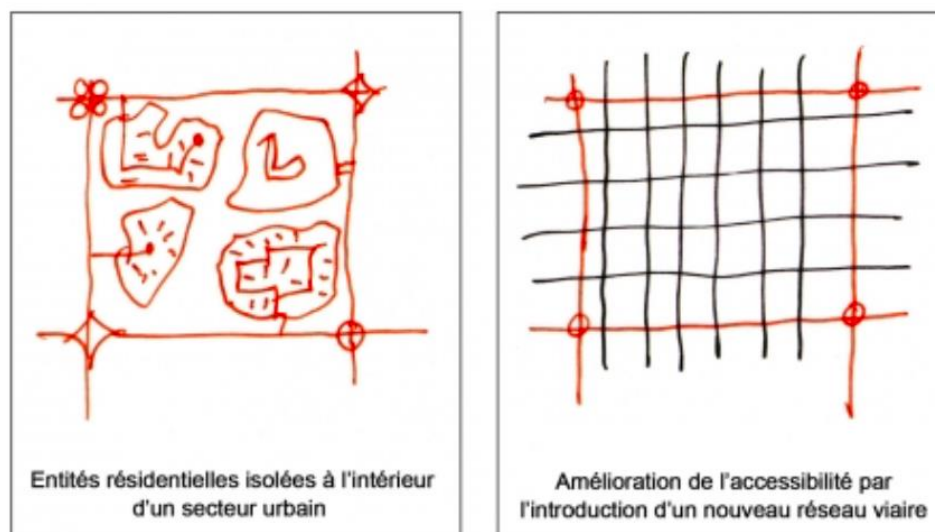 Entités résidentielles isolées à l'intérieur
d'un secteur urbain
Amélioration de l'accessibilité par
l'introduction d'un nouveau réseau viaire